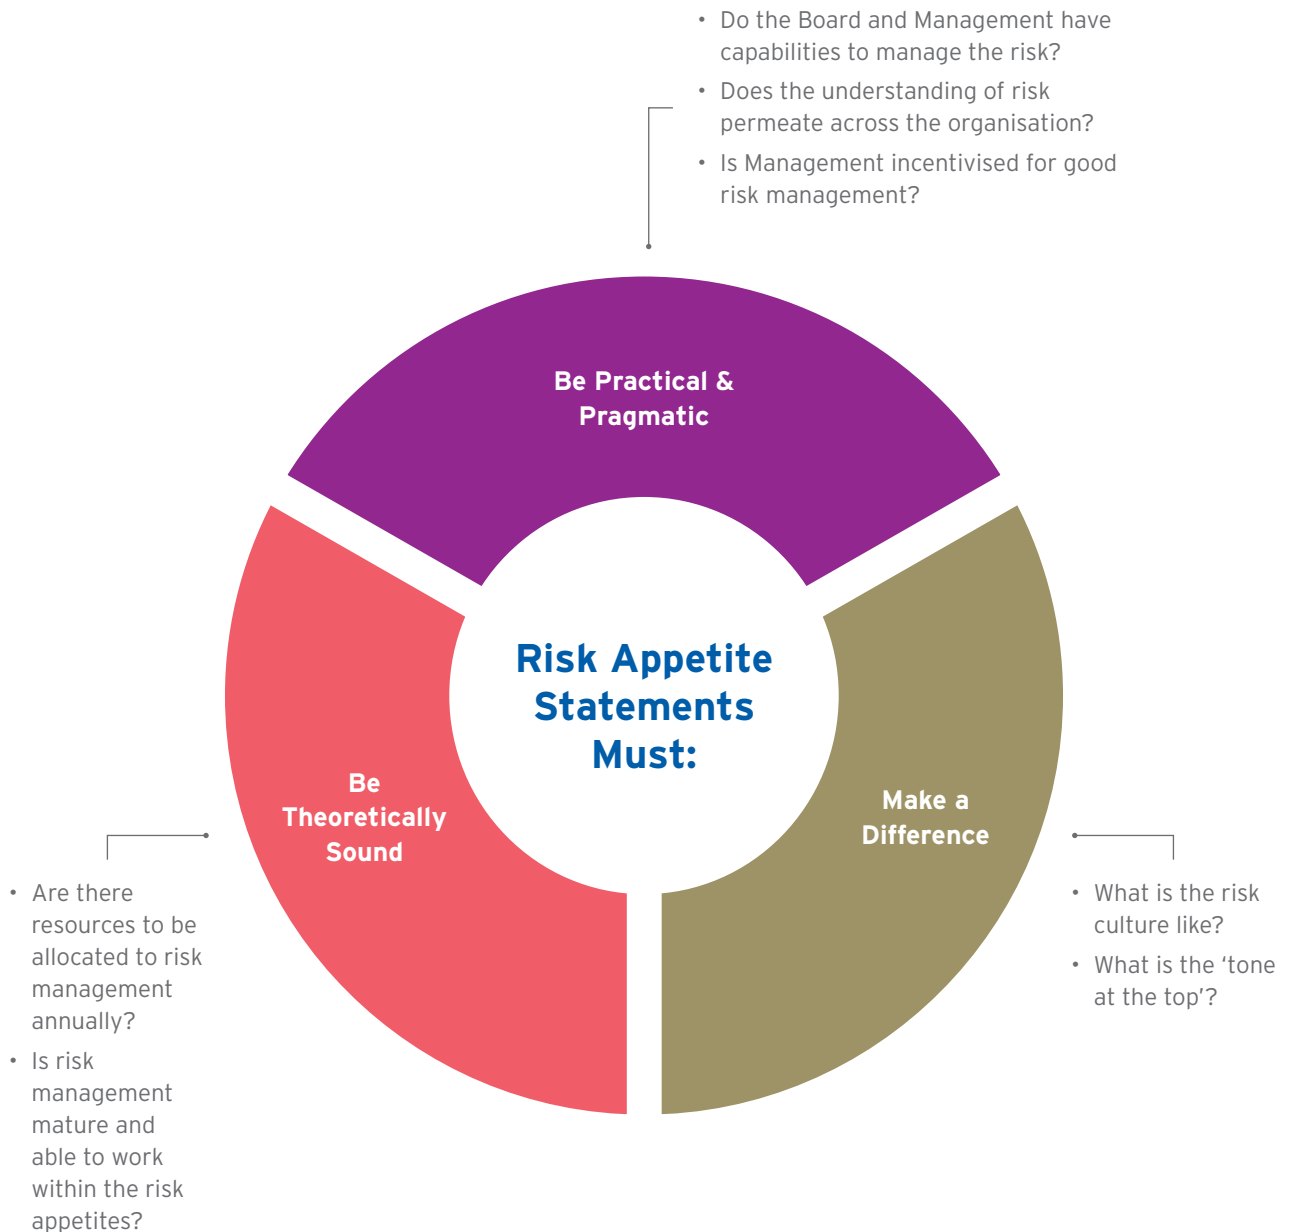 • Do the Board and Management have
capabilities to manage the risk?
• Does the understanding of risk
permeate across the organisation?
• Is Management incentivised for good
risk management?
Be Practical &
Pragmatic
Risk Appetite
Statements
Must:
Be
Theoretically
Sound
Make a
Difference
• Are there
resources to be
allocated to risk
management
annually?
• Is risk
management
mature and
able to work
within the risk
appetites?
• What is the risk
culture like?
• What is the ‘tone
at the top’?